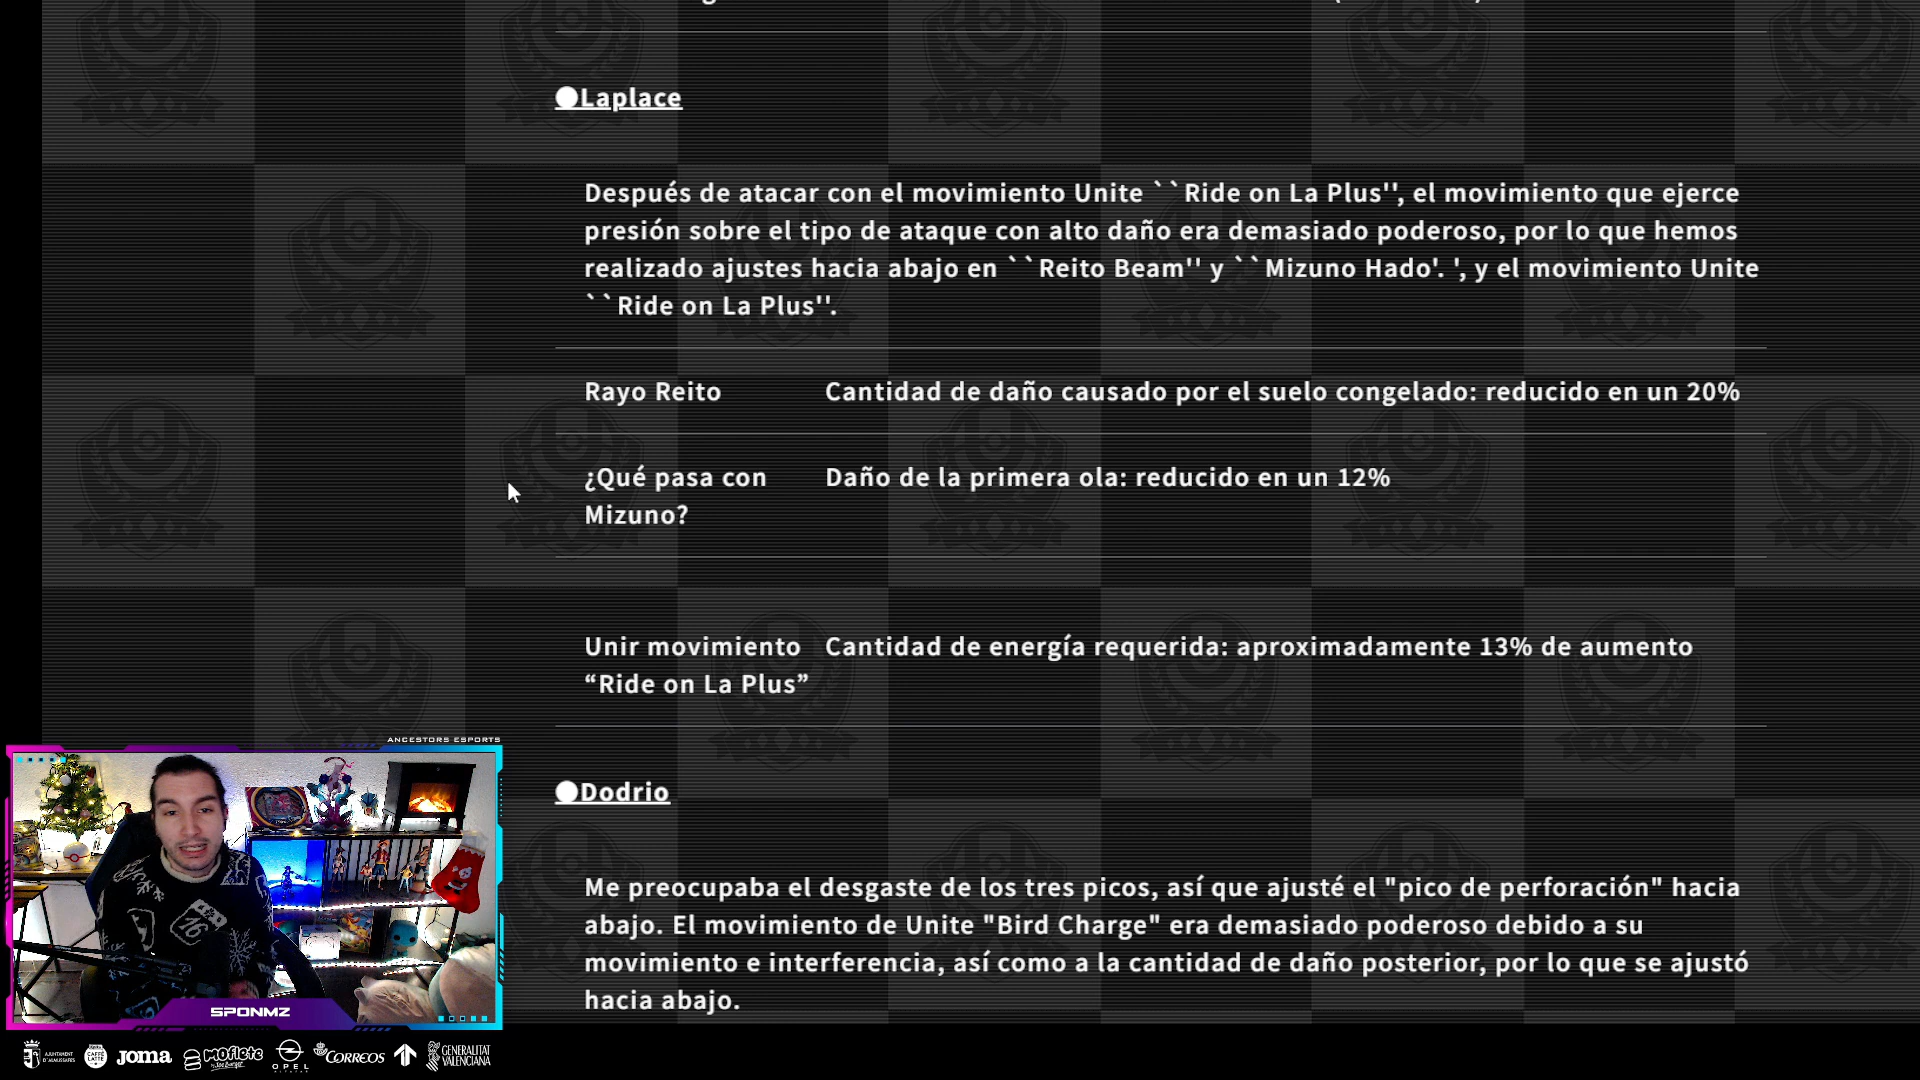 ●Laplace
Después de atacar con el movimiento Unite ``Ride on La Plus'', el movimiento que ejerce
presión sobre el tipo de ataque con alto daño era demasiado poderoso, por lo que hemos
realizado ajustes hacia abajo en ``Reito Beam'' y ``Mizuno Hado'. ', y el movimiento Unite
``Ride on La Plus''.
Rayo Reito Cantidad de daño causado por el suelo congelado: reducido en un 20%
¿Qué pasa con Daño de la primera ola: reducido en un 12%
Mizuno?
Unir movimiento Cantidad de energía requerida: aproximadamente 13% de aumento
“Ride on La Plus”
●Dodrio
Me preocupaba el desgaste de los tres picos, así que ajusté el "pico de perforación" hacia
abajo. El movimiento de Unite "Bird Charge" era demasiado poderoso debido a su
movimiento e interferencia, así como a la cantidad de daño posterior, por lo que se ajustó
hacia abajo.
ANCESTORS ESPORTS
SPONMZ
AJUNTAMENT
CAFFÈ
LATTE
JOMA
MOFLETE
OPEL
CORREOS
GENERALITAT
VALENCIANA